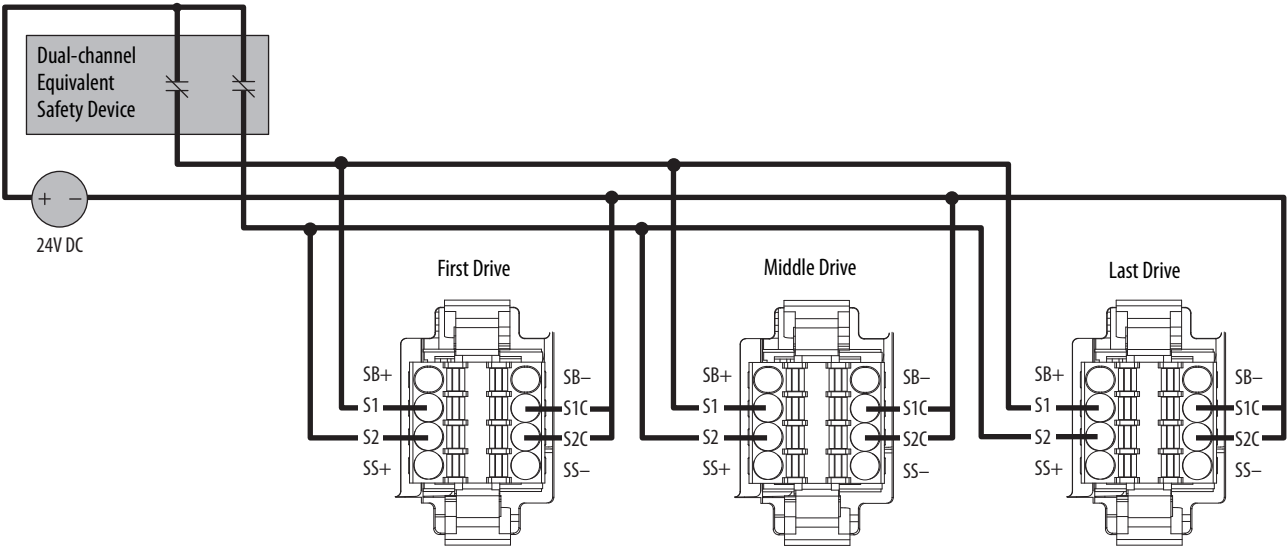 Dual-channel
Equivalent
Safety Device
+ −
24V DC
First Drive
Middle Drive
Last Drive
SB+ SB−
S1 S1C
S2 S2C
SS+ SS−
SB+ SB−
S1 S1C
S2 S2C
SS+ SS−
SB+ SB−
S1 S1C
S2 S2C
SS+ SS−